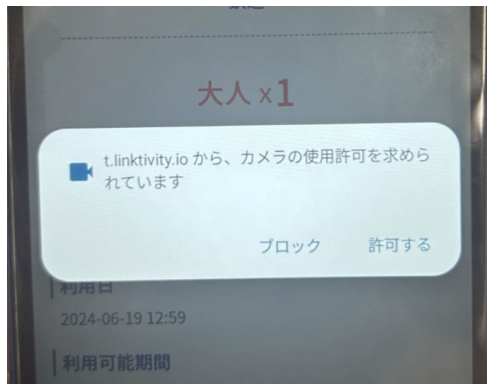 大人 x1
t.linktivity.io から、カメラの使用許可を求めら
れています
ブロック 許可する
利用日
2024-06-19 12:59
利用可能期間